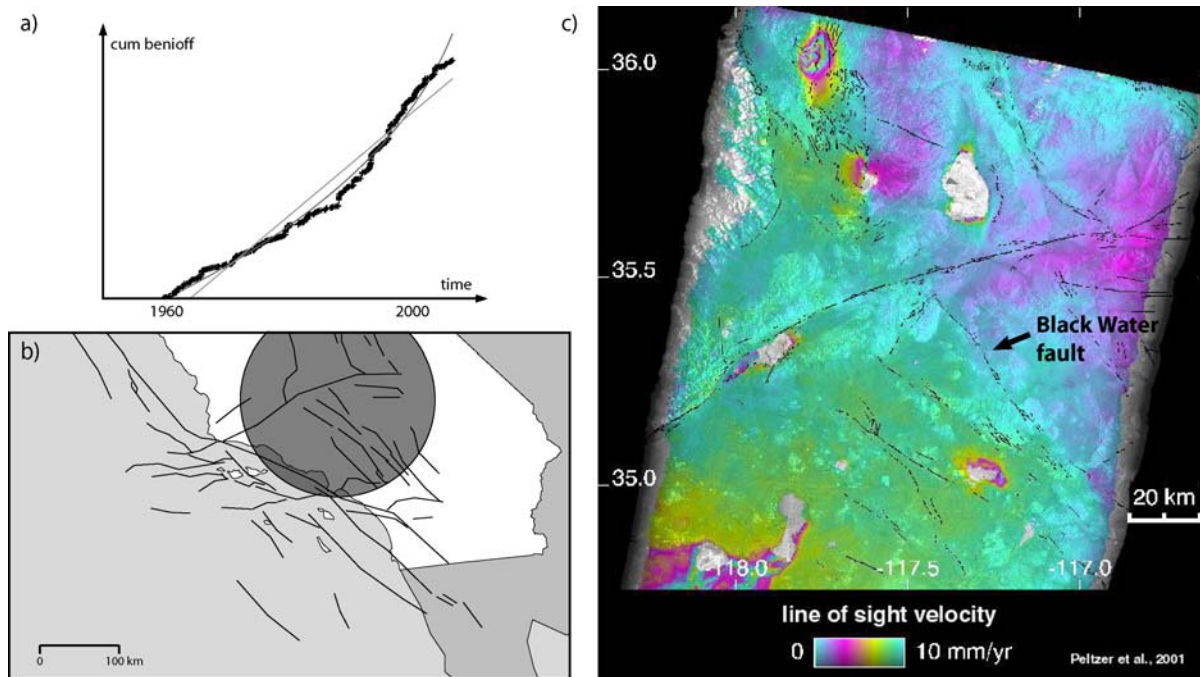 a)
cum benioff
time
1960
2000
b)
0
100 km
c)
36.0
35.5
35.0
Black Water
fault
20 km
-118.0
-117.5
-117.0
line of sight velocity
0
10 mm/yr
Peltzer et al., 2001